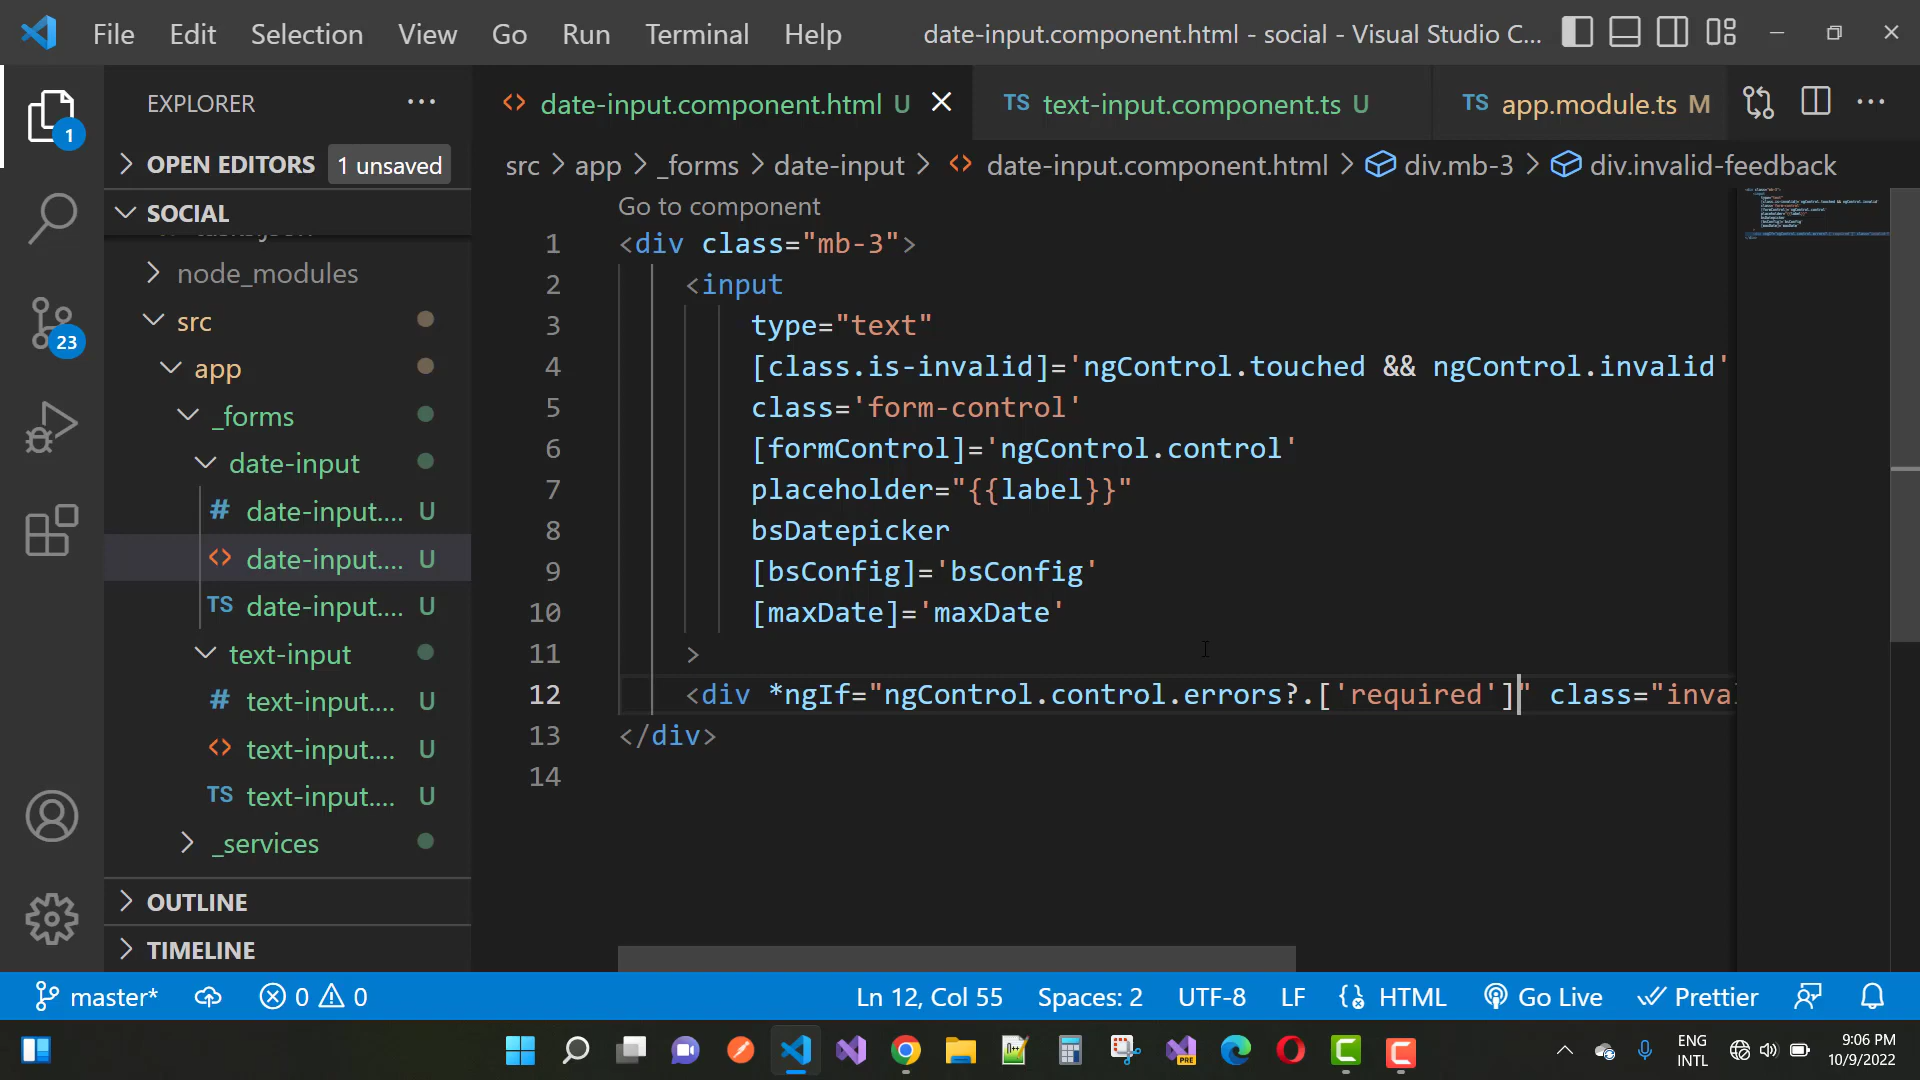 File Edit Selection View Go Run Terminal Help date-input.component.html - social - Visual Studio C...
EXPLORER
1
OPEN EDITORS 1 unsaved
SOCIAL
node_modules
src
app
_forms
date-input
# date-input.... U
<> date-input.... U
TS date-input.... U
text-input
# text-input.... U
<> text-input.... U
TS text-input.... U
_services
OUTLINE
TIMELINE
23
<> date-input.component.html U
TS text-input.component.ts U
TS app.module.ts M
src > app > _forms > date-input > <> date-input.component.html > div.mb-3 > div.invalid-feedback
Go to component
1 <div class="mb-3">
2 <input
3 type="text"
4 [class.is-invalid]='ngControl.touched && ngControl.invalid'
5 class='form-control'
6 [formControl]='ngControl.control'
7 placeholder="{{label}}"
8 bsDatepicker
9 [bsConfig]='bsConfig'
10 [maxDate]='maxDate'
11 >
12 <div *ngIf="ngControl.control.errors?.['required']" class="inva
13 </div>
14
master* 0 0 Ln 12, Col 55 Spaces: 2 UTF-8 LF HTML Go Live Prettier
PRE
ENG
INTL
9:06 PM
10/9/2022